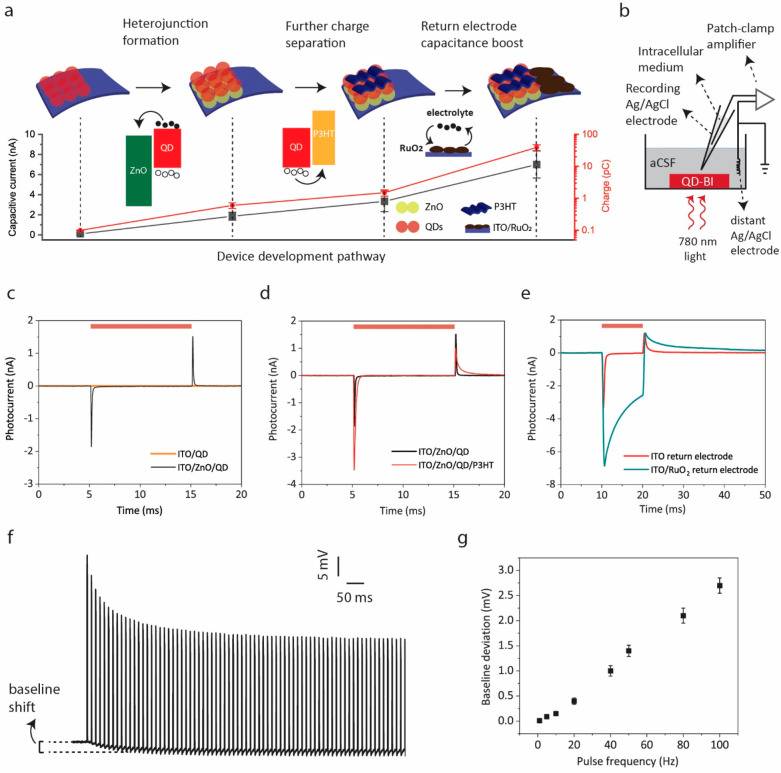 a
Heterojunction
formation
Further charge
separation
Return electrode
capacitance boost
ZnO
QD
QD
P3HT
electrolyte
RuO₂
Capacitive current (nA)
10
8
6
4
2
0
Charge (pC)
100
10
1
0.1
ZnO
QDs
P3HT
ITO/RuO₂
Device development pathway
b
Patch-clamp
amplifier
Intracellular
medium
Recording
Ag/AgCl
electrode
aCSF
QD-BI
780 nm
light
distant
Ag/AgCl
electrode
c
Photocurrent (nA)
2
1
0
-1
-2
-3
ITO/QD
ITO/ZnO/QD
0
5
10
15
20
Time (ms)
d
Photocurrent (nA)
2
1
0
-1
-2
-3
-4
ITO/ZnO/QD
ITO/ZnO/QD/P3HT
0
5
10
15
20
Time (ms)
e
Photocurrent (nA)
2
0
-2
-4
-6
-8
ITO return electrode
ITO/RuO₂ return electrode
0
10
20
30
40
50
Time (ms)
f
5 mV
50 ms
baseline
shift
g
Baseline deviation (mV)
3.0
2.5
2.0
1.5
1.0
0.5
0.0
0
20
40
60
80
100
Pulse frequency (Hz)